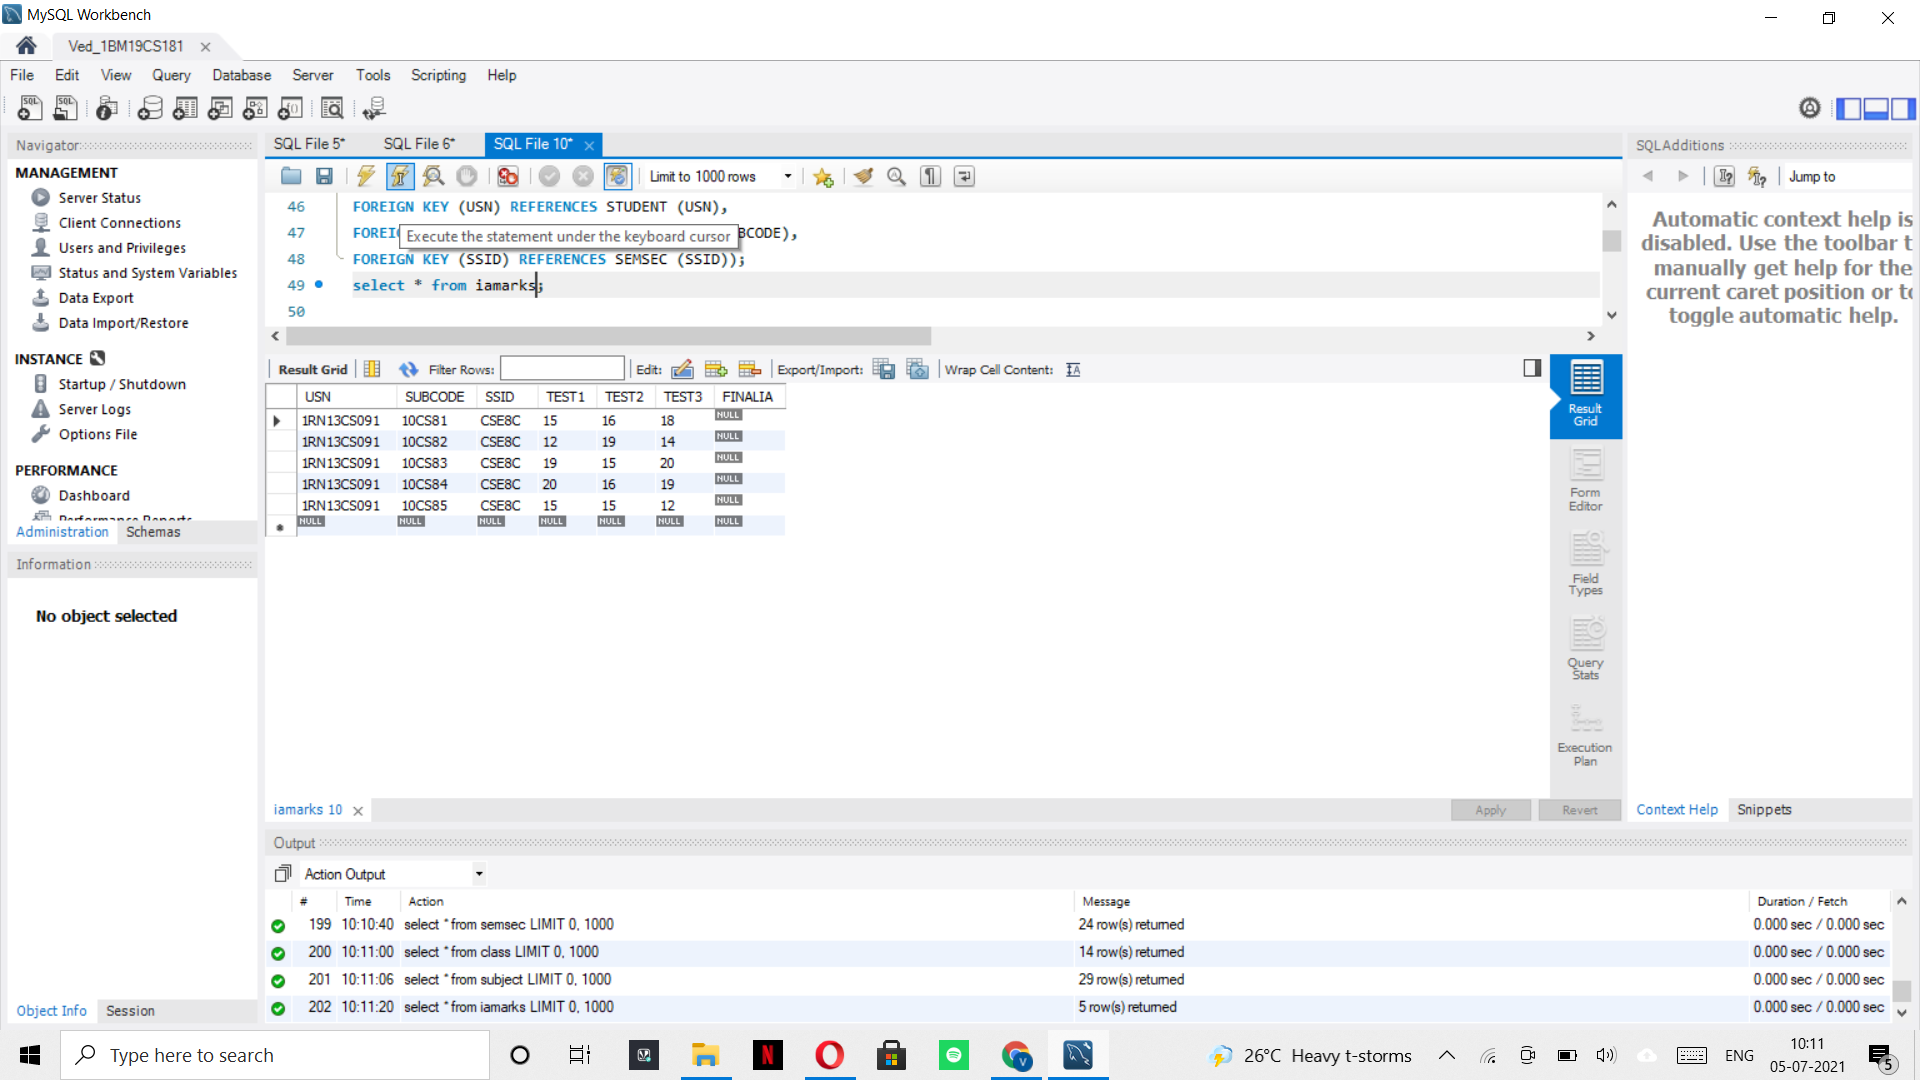 MySQL Workbench
Ved_1BM19CS181
File Edit View Query Database Server Tools Scripting Help
Navigator
MANAGEMENT
Server Status
Client Connections
Users and Privileges
Status and System Variables
Data Export
Data Import/Restore
INSTANCE
Startup / Shutdown
Server Logs
Options File
PERFORMANCE
Dashboard
Performance Reports
Administration Schemas
Information
No object selected
Object Info Session
SQL File 5* SQL File 6* SQL File 10*
Limit to 1000 rows
46 FOREIGN KEY (USN) REFERENCES STUDENT (USN),
47 FOREI BCODE),
Execute the statement under the keyboard cursor
48 FOREIGN KEY (SSID) REFERENCES SEMSEC (SSID));
49 select * from iamarks;
50
Result Grid Filter Rows: Edit: Export/Import: Wrap Cell Content:
USN SUBCODE SSID TEST1 TEST2 TEST3 FINALIA
1RN13CS091 10CS81 CSE8C 15 16 18 NULL
1RN13CS091 10CS82 CSE8C 12 19 14 NULL
1RN13CS091 10CS83 CSE8C 19 15 20 NULL
1RN13CS091 10CS84 CSE8C 20 16 19 NULL
1RN13CS091 10CS85 CSE8C 15 15 12 NULL
NULL NULL NULL NULL NULL NULL NULL
Result
Grid
Form
Editor
Field
Types
Query
Stats
Execution
Plan
iamarks 10
Apply Revert
SQLAdditions
Jump to
Automatic context help is
disabled. Use the toolbar t
manually get help for the
current caret position or to
toggle automatic help.
Context Help Snippets
Output
Action Output
# Time Action Message Duration / Fetch
199 10:10:40 select * from semsec LIMIT 0, 1000 24 row(s) returned 0.000 sec / 0.000 sec
200 10:11:00 select * from class LIMIT 0, 1000 14 row(s) returned 0.000 sec / 0.000 sec
201 10:11:06 select * from subject LIMIT 0, 1000 29 row(s) returned 0.000 sec / 0.000 sec
202 10:11:20 select * from iamarks LIMIT 0, 1000 5 row(s) returned 0.000 sec / 0.000 sec
Type here to search
26°C Heavy t-storms
ENG
10:11
05-07-2021
5